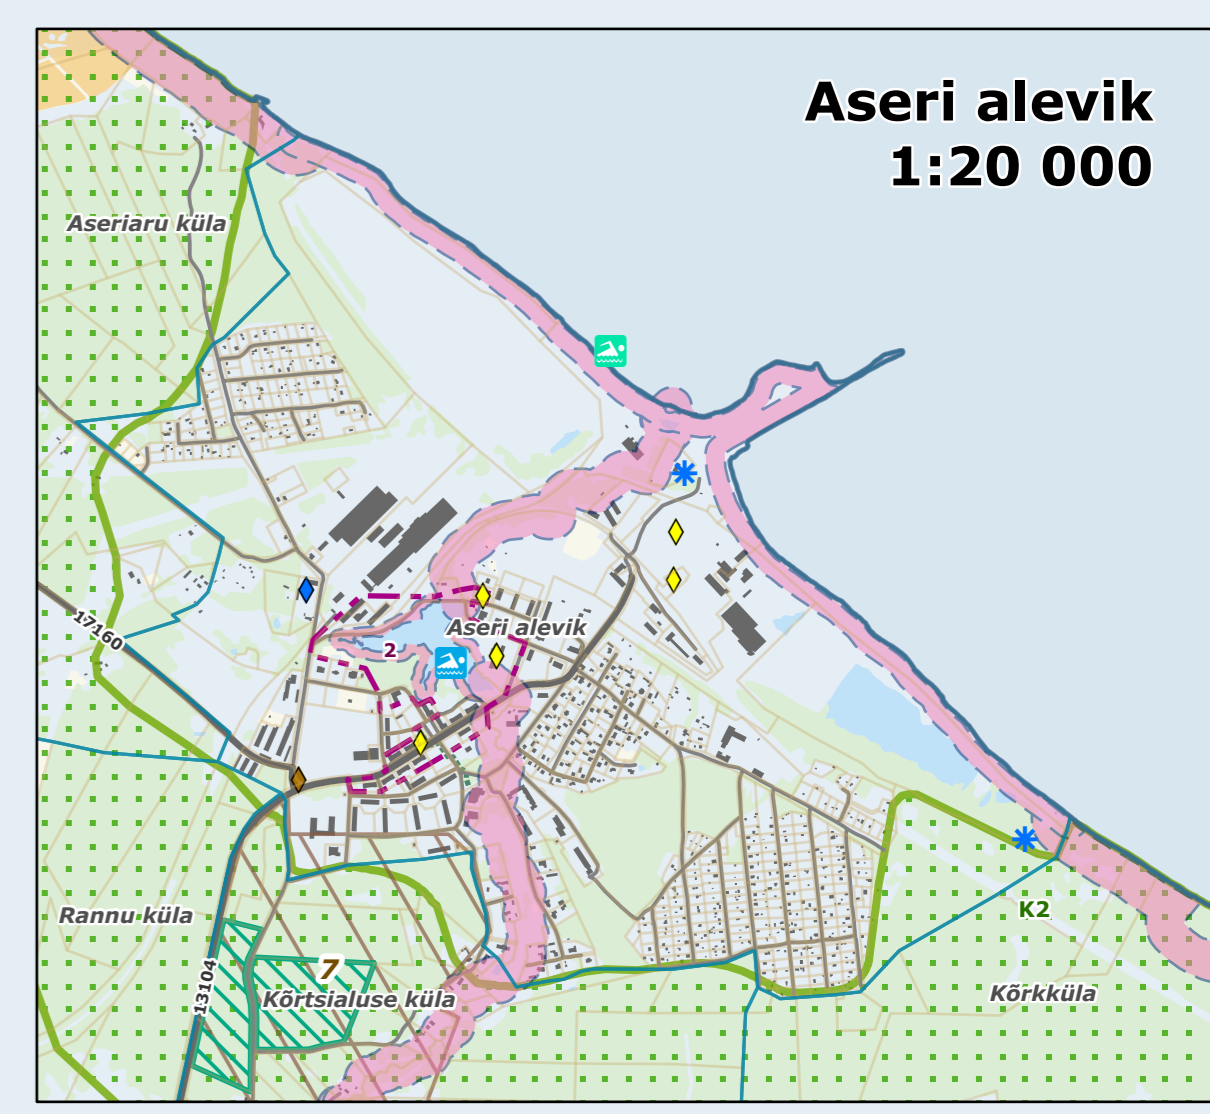 Aseri alevik
1:20 000
Aseriaru küla
17160
Aseri alevik
2
Rannu küla
K2
7
13104
Kõrtsialuse küla
Kõrkküla